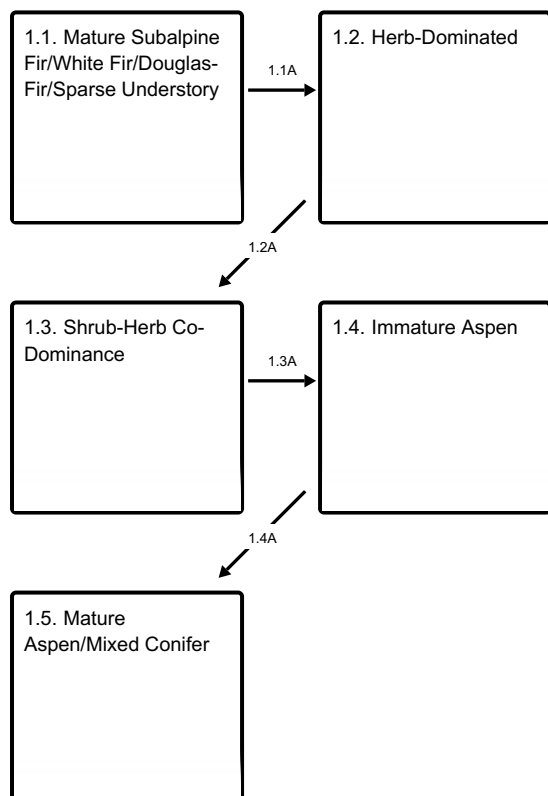 1.1. Mature Subalpine
Fir/White Fir/Douglas-
Fir/Sparse Understory
1.1A
1.2. Herb-Dominated
1.2A
1.3. Shrub-Herb Co-
Dominance
1.3A
1.4. Immature Aspen
1.4A
1.5. Mature
Aspen/Mixed Conifer